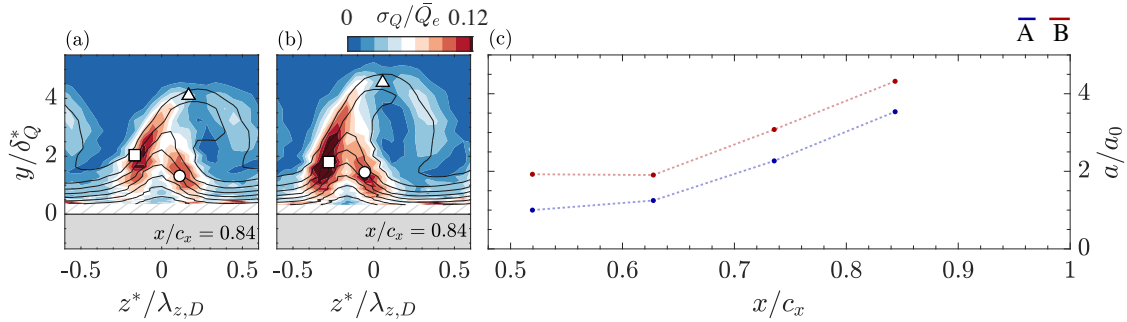 (a)
0 σ_Q/Q̄_e 0.12
(b)
(c)
A B
y/δ*_Q
4
2
0
x/c_x = 0.84
x/c_x = 0.84
-0.5 0 0.5
-0.5 0 0.5
z*/λ_{z,D}
z*/λ_{z,D}
4
2
0
a/a_0
0.5 0.6 0.7 0.8 0.9 1
x/c_x